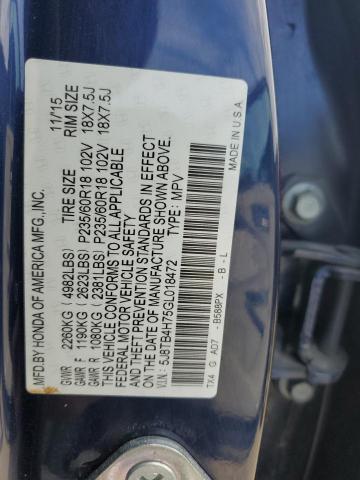 MFD.BY HONDA OF AMERICA MFG.,INC. 11/15
TIRE SIZE RIM SIZE
GVWR 2260KG (4982LBS)
GAWR F 1190KG (2623LBS) P235/60R18 102V 18X7.5J
GAWR R 1080KG (2381LBS) P235/60R18 102V 18X7.5J
THIS VEHICLE CONFORMS TO ALL APPLICABLE
FEDERAL MOTOR VEHICLE SAFETY
AND THEFT PREVENTION STANDARDS IN EFFECT
ON THE DATE OF MANUFACTURE SHOWN ABOVE.
V.I.N.: 5J8TB4H75GL018472 TYPE: MPV
MADE IN U.S.A.
TX4 G AD7 -B588PX -B-L